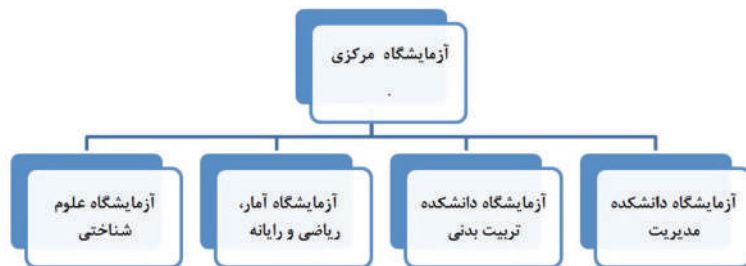 آزمایشگاه مرکزی
.
آزمایشگاه دانشکده
مدیریت
آزمایشگاه دانشکده
تربیت بدنی
آزمایشگاه آمار،
ریاضی و رایانه
آزمایشگاه علوم
شناختی